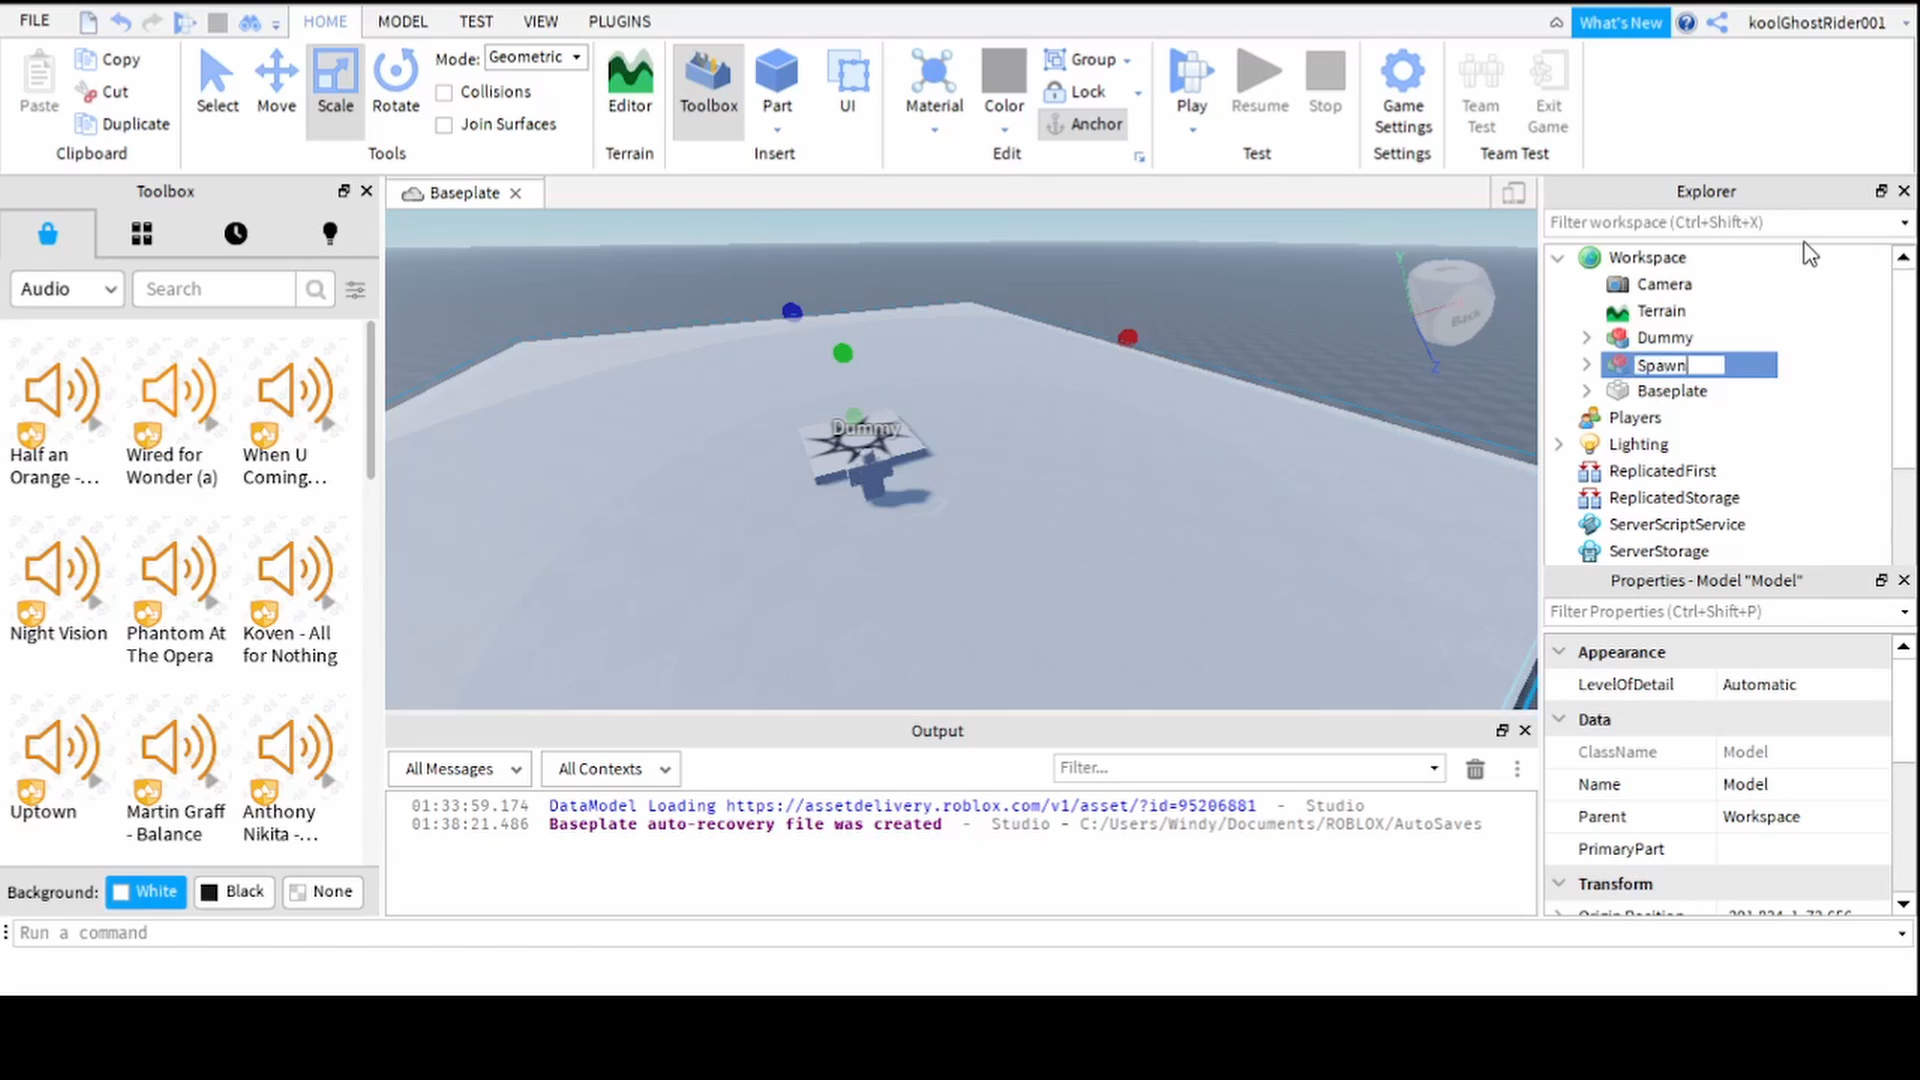 FILE HOME MODEL TEST VIEW PLUGINS What's New koolGhostRider001
Paste Copy Cut Duplicate
Clipboard
Select Move Scale Rotate
Mode: Geometric
Collisions
Join Surfaces
Tools
Editor
Terrain
Toolbox Part UI
Insert
Material Color Group Lock Anchor
Edit
Play Resume Stop
Test
Game Settings
Settings
Team Test
Exit Game
Team Test
Toolbox
Audio Search
Half an Orange -...
Wired for Wonder (a)
When U Coming...
Night Vision
Phantom At The Opera
Koven - All for Nothing
Uptown
Martin Graff - Balance
Anthony Nikita -...
Background: White Black None
Baseplate
Y
Z
Back
Dummy
Output
All Messages All Contexts Filter...
01:33:59.174 DataModel Loading https://assetdelivery.roblox.com/v1/asset/?id=95206881 - Studio
01:38:21.486 Baseplate auto-recovery file was created - Studio - C:/Users/Windy/Documents/ROBLOX/AutoSaves
Explorer
Filter workspace (Ctrl+Shift+X)
Workspace
Camera
Terrain
Dummy
Spawn
Baseplate
Players
Lighting
ReplicatedFirst
ReplicatedStorage
ServerScriptService
ServerStorage
Properties - Model "Model"
Filter Properties (Ctrl+Shift+P)
Appearance
LevelOfDetail Automatic
Data
ClassName Model
Name Model
Parent Workspace
PrimaryPart
Transform
Run a command